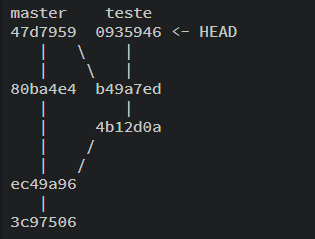 master    teste
47d7959  0935946 <- HEAD
   |   \    |
   |    \   |
80ba4e4  b49a7ed
   |        |
   |     4b12d0a
   |    /
   |   /
ec49a96
   |
3c97506